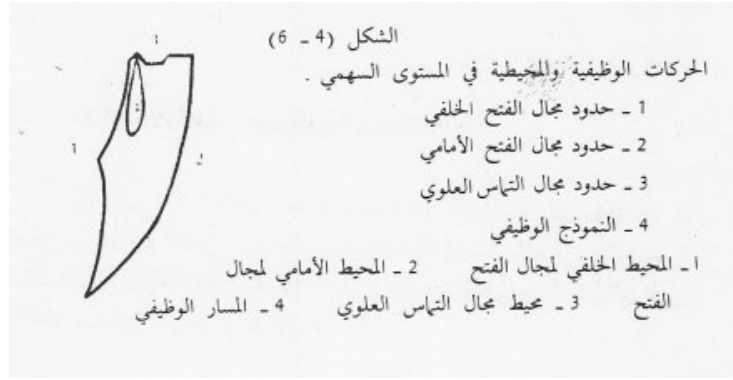 الشكل (4 - 6)
الحركات الوظيفية والمحيطية في المستوى السهمي .
1 - حدود مجال الفتح الخلفي
2 - حدود مجال الفتح الأمامي
3 - حدود مجال التماس العلوي
4 - النموذج الوظيفي
ا - المحيط الخلفي لمجال الفتح 2 - المحيط الأمامي لمجال
الفتح 3 - محيط مجال التماس العلوي 4 - المسار الوظيفي
1